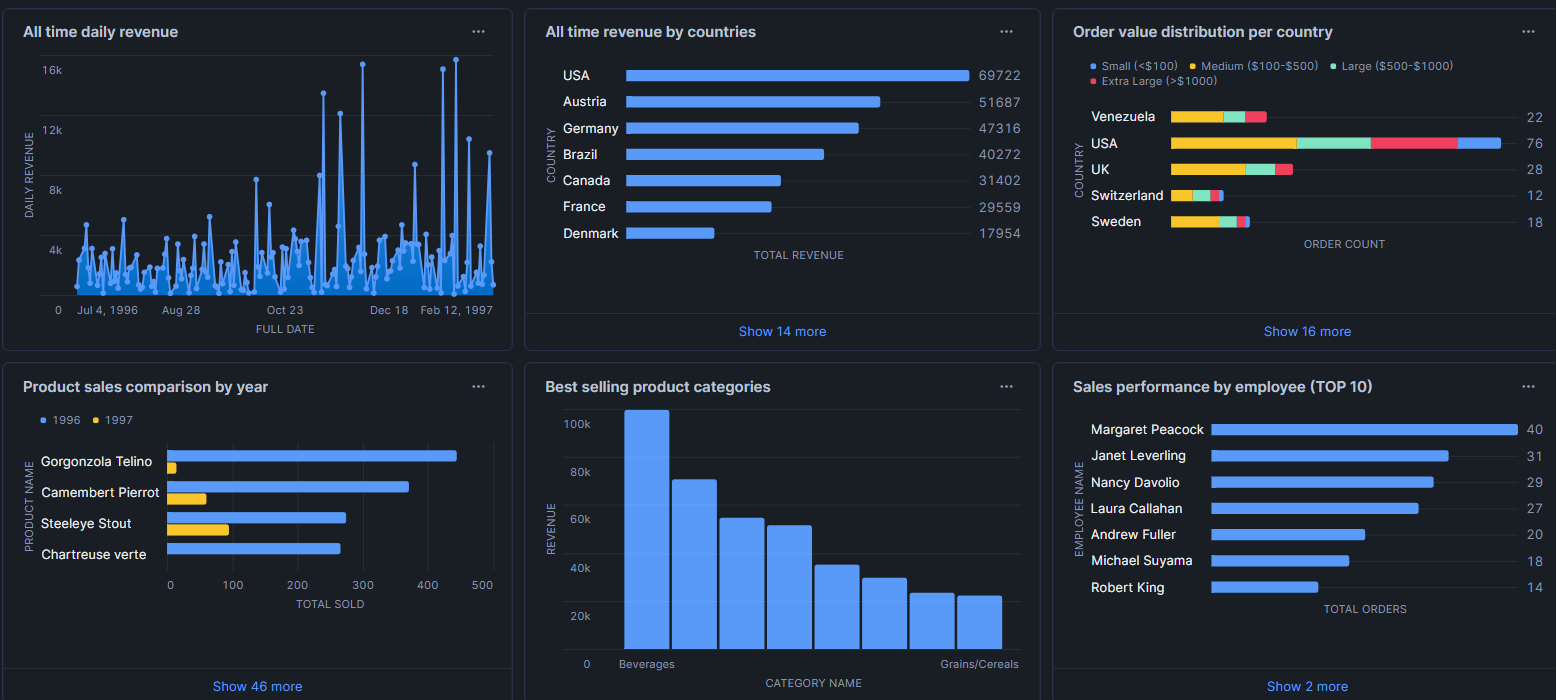 All time daily revenue
...
16k
12k
8k
4k
0
DAILY REVENUE
Jul 4, 1996 Aug 28 Oct 23 Dec 18 Feb 12, 1997
FULL DATE
All time revenue by countries
...
COUNTRY
USA 69722
Austria 51687
Germany 47316
Brazil 40272
Canada 31402
France 29559
Denmark 17954
TOTAL REVENUE
Show 14 more
Order value distribution per country
...
Small (<$100) Medium ($100-$500) Large ($500-$1000)
Extra Large (>$1000)
COUNTRY
Venezuela 22
USA 76
UK 28
Switzerland 12
Sweden 18
ORDER COUNT
Show 16 more
Product sales comparison by year
...
1996 1997
PRODUCT NAME
Gorgonzola Telino
Camembert Pierrot
Steeleye Stout
Chartreuse verte
0 100 200 300 400 500
TOTAL SOLD
Show 46 more
Best selling product categories
...
100k
80k
60k
40k
20k
0
REVENUE
Beverages Grains/Cereals
CATEGORY NAME
Sales performance by employee (TOP 10)
...
EMPLOYEE NAME
Margaret Peacock 40
Janet Leverling 31
Nancy Davolio 29
Laura Callahan 27
Andrew Fuller 20
Michael Suyama 18
Robert King 14
TOTAL ORDERS
Show 2 more